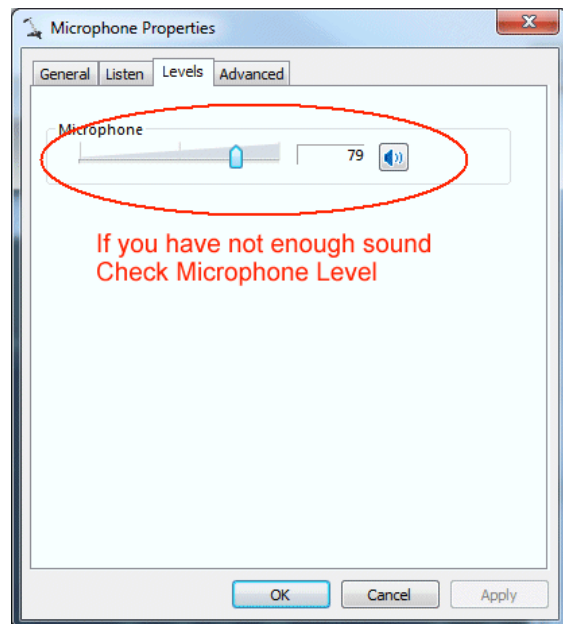 Microphone Properties
General Listen Levels Advanced
Microphone
79
If you have not enough sound
Check Microphone Level
OK Cancel Apply